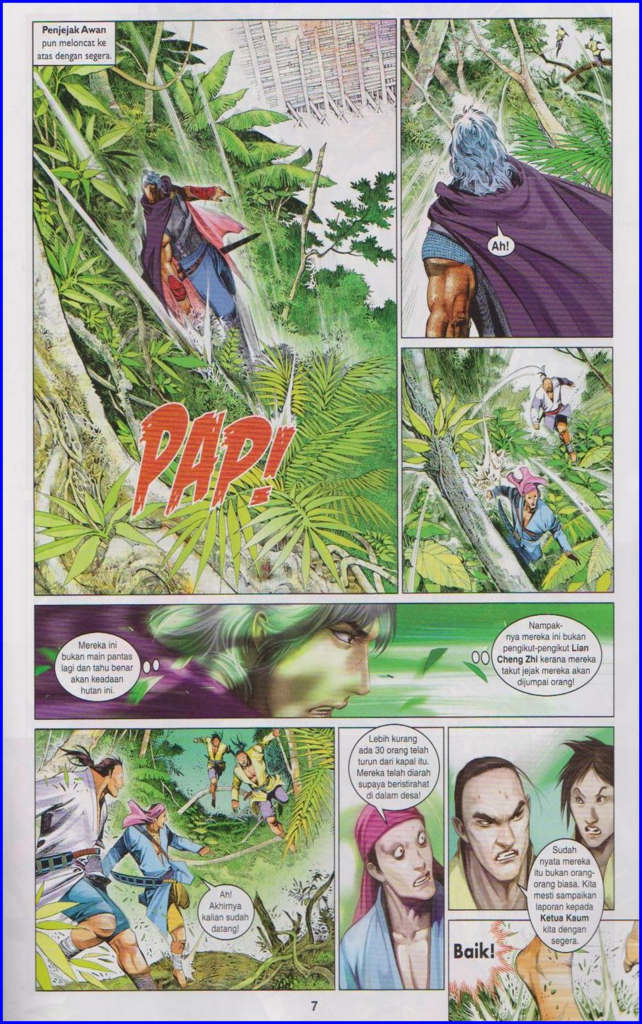 Penjejak Awan
pun meloncat ke
atas dengan segera.
Ah!
PAP!
Mereka ini
bukan main pantas
lagi dan tahu benar
akan keadaan
hutan ini.
Nampak-
nya mereka ini bukan
pengikut-pengikut Lian
Cheng Zhi kerana mereka
takut jejak mereka akan
dijumpai orang!
Ah!
Akhirnya
kalian sudah
datang!
Lebih kurang
ada 30 orang telah
turun dari kapal itu.
Mereka telah diarah
supaya beristirahat
di dalam desa!
Sudah
nyata mereka
itu bukan orang-
orang biasa. Kita
mesti sampaikan
laporan kepada
Ketua Kaum
kita dengan
segera.
Baik!
7